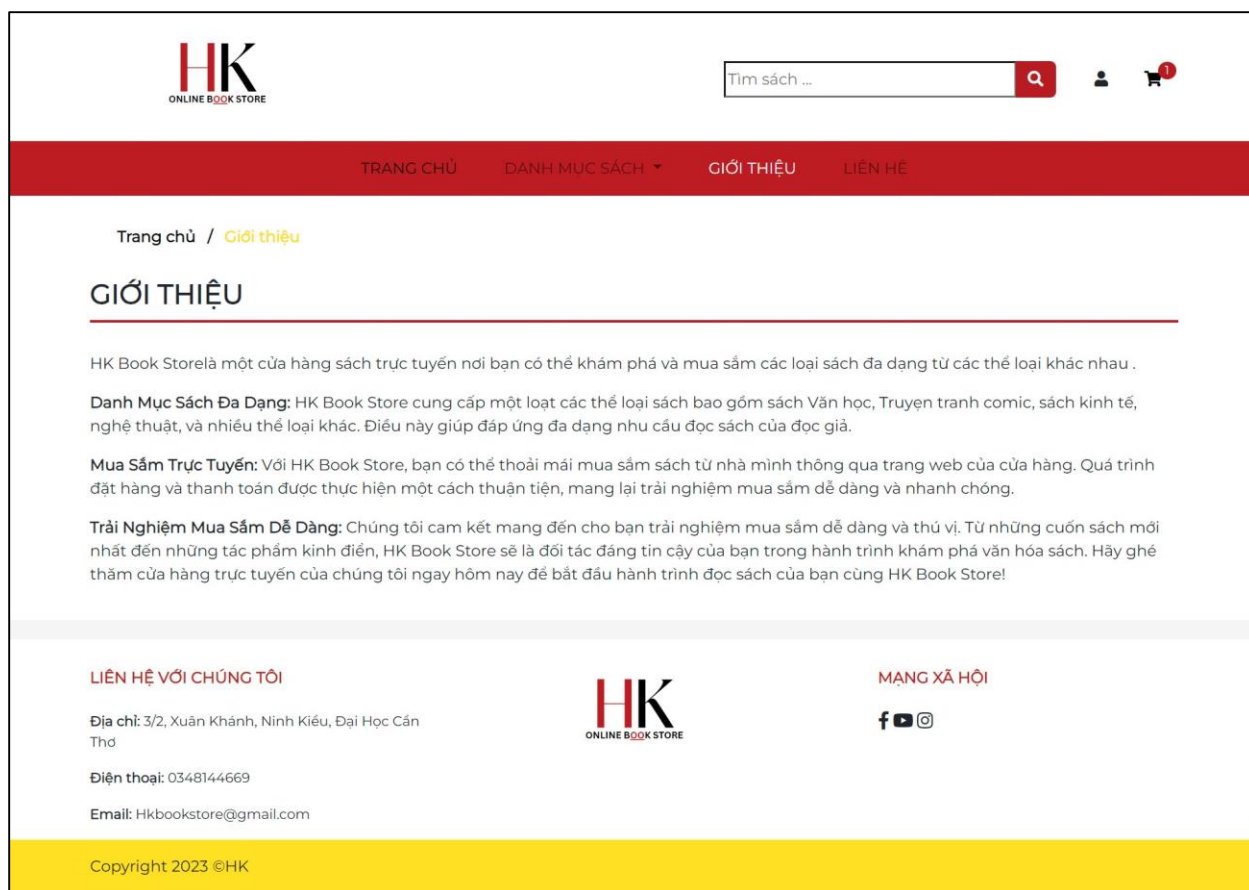 HK
ONLINE BOOK STORE
Tìm sách ...
1
TRANG CHỦ DANH MỤC SÁCH GIỚI THIỆU LIÊN HỆ
Trang chủ / Giới thiệu
GIỚI THIỆU
HK Book Storelà một cửa hàng sách trực tuyến nơi bạn có thể khám phá và mua sắm các loại sách đa dạng từ các thể loại khác nhau .
Danh Mục Sách Đa Dạng: HK Book Store cung cấp một loạt các thể loại sách bao gồm sách Văn học, Truyện tranh comic, sách kinh tế,
nghệ thuật, và nhiều thể loại khác. Điều này giúp đáp ứng đa dạng nhu cầu đọc sách của đọc giả.
Mua Sắm Trực Tuyến: Với HK Book Store, bạn có thể thoải mái mua sắm sách từ nhà mình thông qua trang web của cửa hàng. Quá trình
đặt hàng và thanh toán được thực hiện một cách thuận tiện, mang lại trải nghiệm mua sắm dễ dàng và nhanh chóng.
Trải Nghiệm Mua Sắm Dễ Dàng: Chúng tôi cam kết mang đến cho bạn trải nghiệm mua sắm dễ dàng và thú vị. Từ những cuốn sách mới
nhất đến những tác phẩm kinh điển, HK Book Store sẽ là đối tác đáng tin cậy của bạn trong hành trình khám phá văn hóa sách. Hãy ghé
thăm cửa hàng trực tuyến của chúng tôi ngay hôm nay để bắt đầu hành trình đọc sách của bạn cùng HK Book Store!
LIÊN HỆ VỚI CHÚNG TÔI
Địa chỉ: 3/2, Xuân Khánh, Ninh Kiều, Đại Học Cần
Thơ
Điện thoại: 0348144669
Email: Hkbookstore@gmail.com
HK
ONLINE BOOK STORE
MẠNG XÃ HỘI
Copyright 2023 ©HK